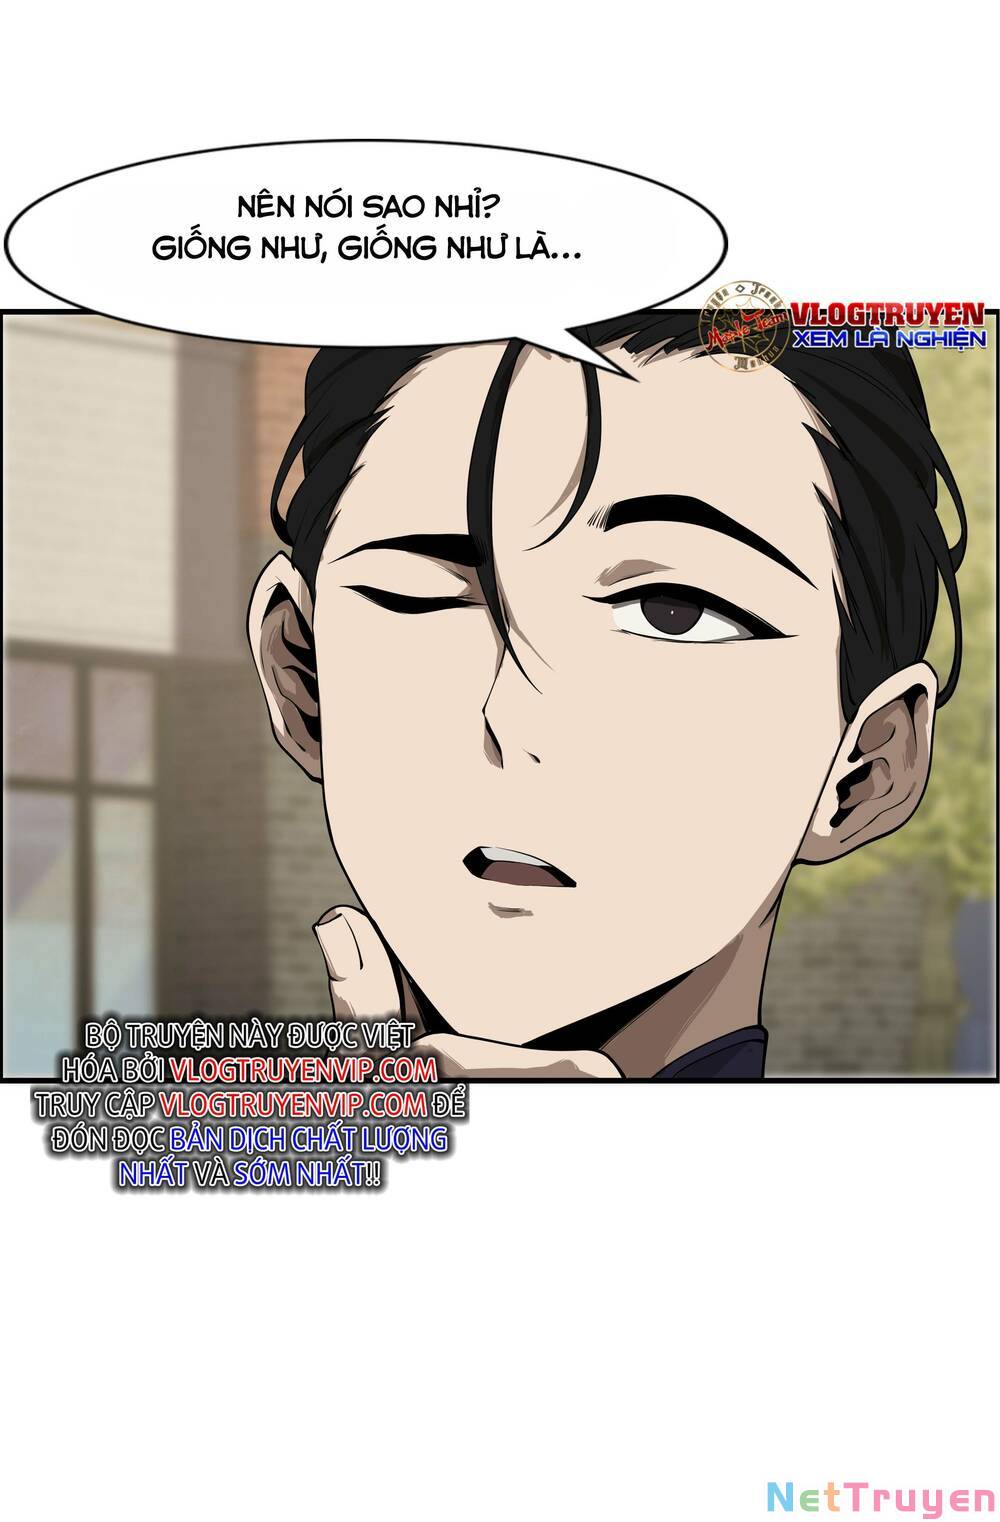 NÊN NÓI SAO NHỈ?
GIỐNG NHƯ, GIỐNG NHƯ LÀ...
VLOGTRUYEN
XEM LÀ NGHIỆN
Manle Team
BỘ TRUYỆN NÀY ĐƯỢC VIỆT
HÓA BỞI VLOGTRUYENVIP.COM
TRUY CẬP VLOGTRUYENVIP.COM ĐỂ
ĐÓN ĐỌC BẢN DỊCH CHẤT LƯỢNG
NHẤT VÀ SỚM NHẤT!!
NetTruyen